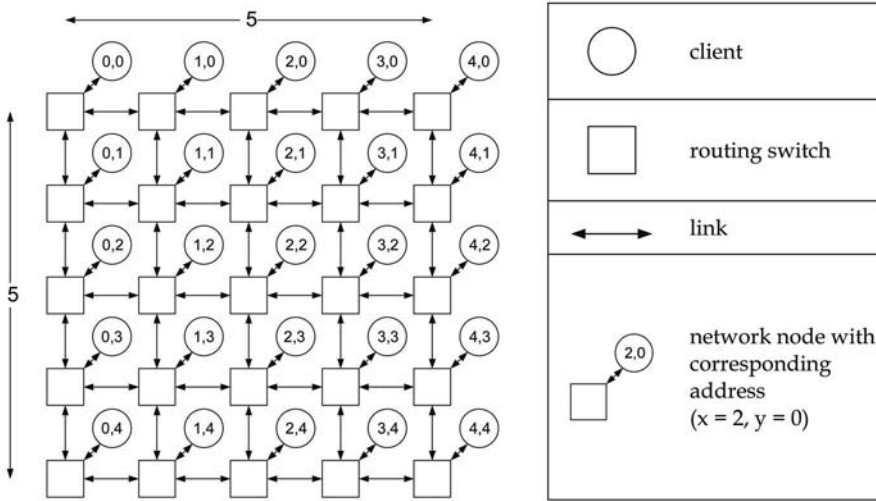 5
0,0 1,0 2,0 3,0 4,0
0,1 1,1 2,1 3,1 4,1
0,2 1,2 2,2 3,2 4,2
5
0,3 1,3 2,3 3,3 4,3
0,4 1,4 2,4 3,4 4,4
client
routing switch
link
2,0
network node with
corresponding
address
(x = 2, y = 0)